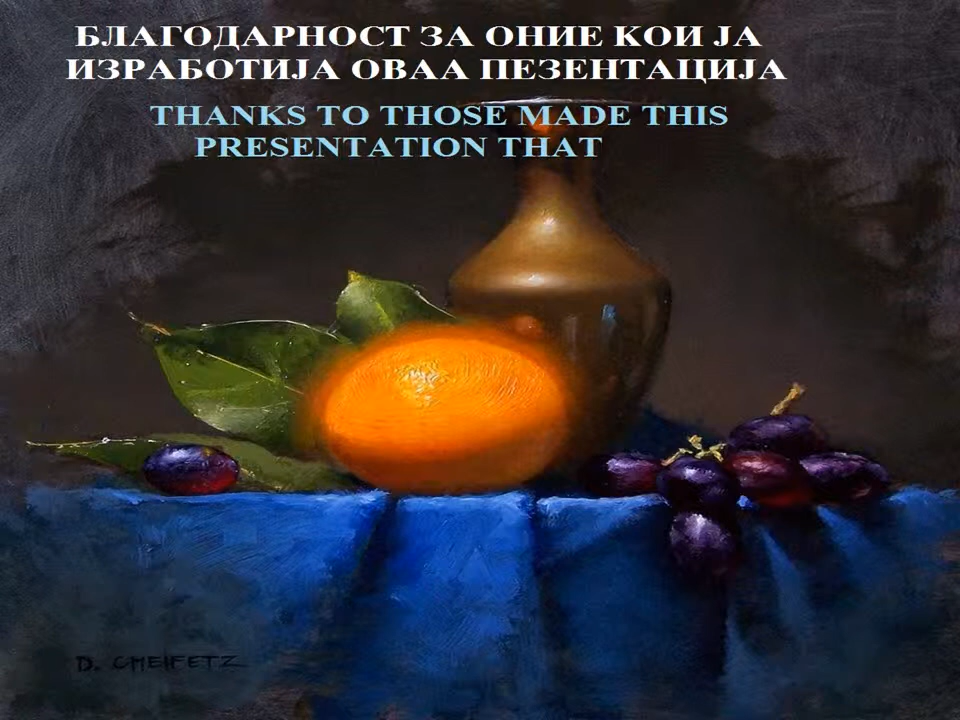 БЛАГОДАРНОСТ ЗА ОНИЕ КОИ ЈА
ИЗРАБОТИЈА ОВАА ПЕЗЕНТАЦИЈА
THANKS TO THOSE MADE THIS
PRESENTATION THAT
D. CHEIFETZ